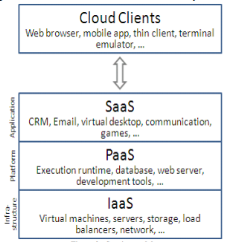 Cloud Clients
Web browser, mobile app, thin client, terminal
emulator, ...
Application
SaaS
CRM, Email, virtual desktop, communication,
games, ...
Platform
PaaS
Execution runtime, database, web server,
development tools, ...
Infra-
structure
IaaS
Virtual machines, servers, storage, load
balancers, network, ...